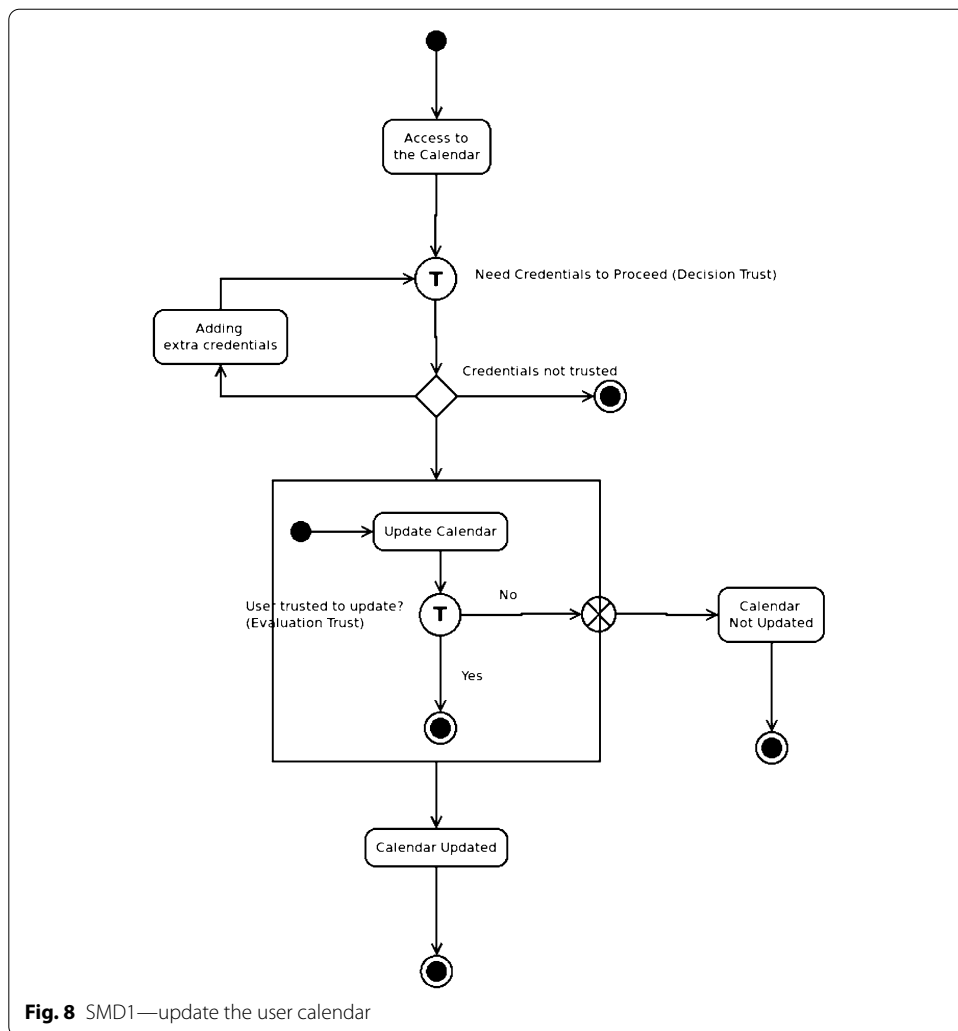 Access to
the Calendar
T
Need Credentials to Proceed (Decision Trust)
Adding
extra credentials
Credentials not trusted
Update Calendar
User trusted to update?
(Evaluation Trust)
T
No
Calendar
Not Updated
Yes
Calendar Updated
Fig. 8 SMD1—update the user calendar